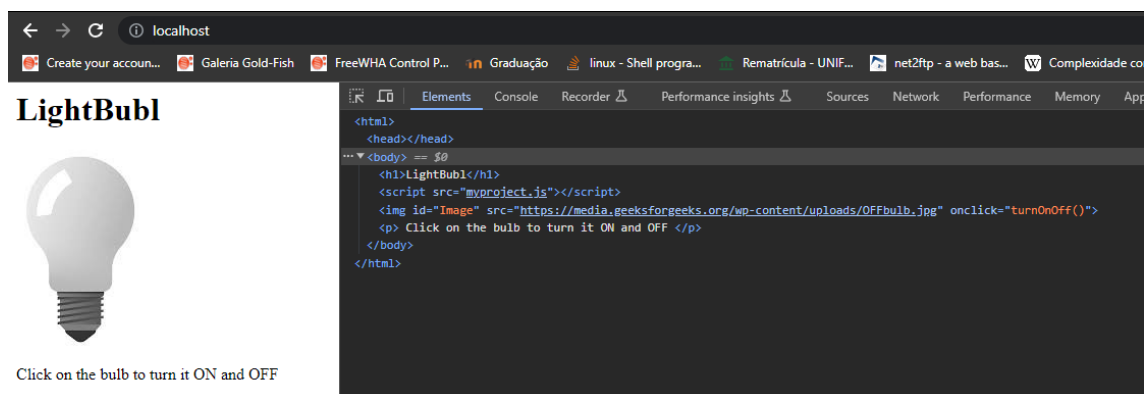 localhost
Create your accoun... Galeria Gold-Fish FreeWHA Control P... Graduação linux - Shell progra... Rematrícula - UNIF... net2ftp - a web bas... W Complexidade co
LightBubl
Click on the bulb to turn it ON and OFF
Elements Console Recorder Performance insights Sources Network Performance Memory App
<html>
<head></head>
... ▼<body> == $0
<h1>LightBubl</h1>
<script src="myproject.js"></script>
<img id="Image" src="https://media.geeksforgeeks.org/wp-content/uploads/OFFbulb.jpg" onclick="turnOnOff()">
<p> Click on the bulb to turn it ON and OFF </p>
</body>
</html>